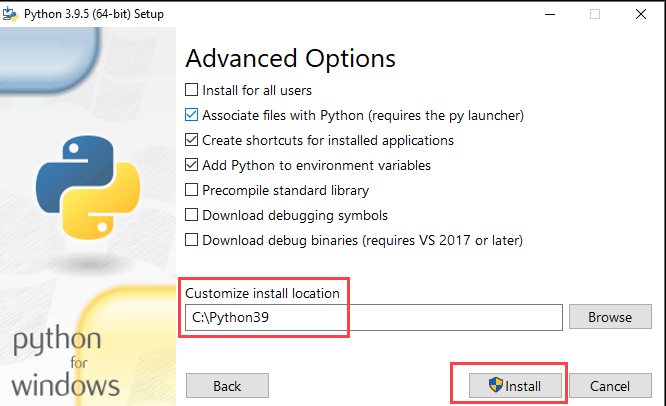 Python 3.9.5 (64-bit) Setup
Advanced Options
Install for all users
Associate files with Python (requires the py launcher)
Create shortcuts for installed applications
Add Python to environment variables
Precompile standard library
Download debugging symbols
Download debug binaries (requires VS 2017 or later)
Customize install location
C:\Python39
Browse
python
for
windows
Back
Install
Cancel